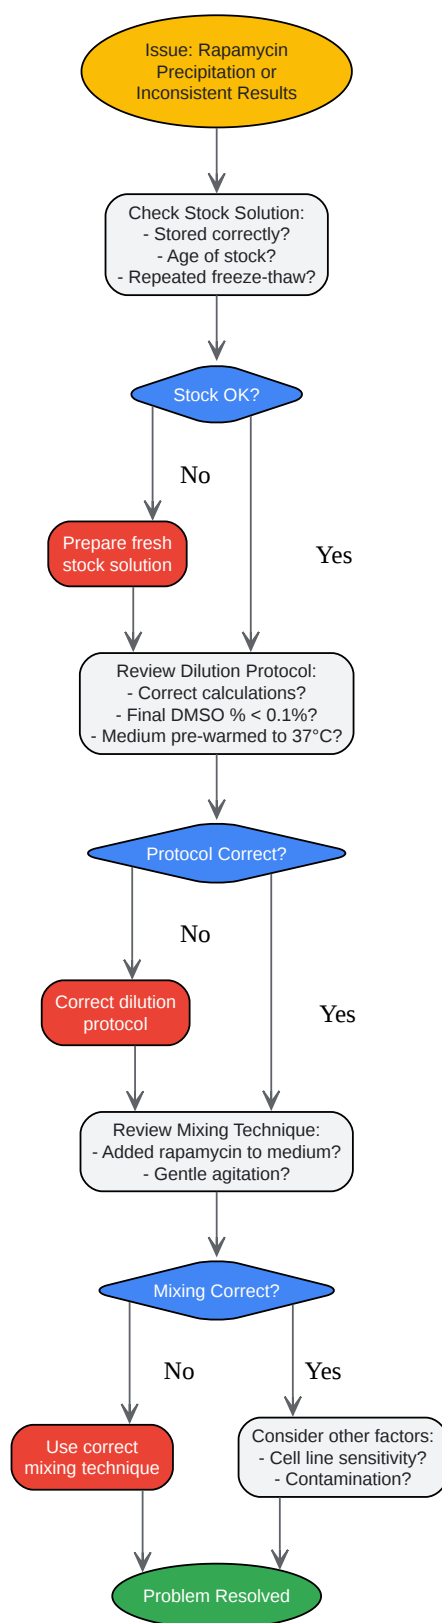 Issue: Rapamycin
Precipitation or
Inconsistent Results
Check Stock Solution:
- Stored correctly?
- Age of stock?
- Repeated freeze-thaw?
Stock OK?
No
Yes
Prepare fresh
stock solution
Review Dilution Protocol:
- Correct calculations?
- Final DMSO % < 0.1%?
- Medium pre-warmed to 37°C?
Protocol Correct?
No
Yes
Correct dilution
protocol
Review Mixing Technique:
- Added rapamycin to medium?
- Gentle agitation?
Mixing Correct?
No
Yes
Use correct
mixing technique
Consider other factors:
- Cell line sensitivity?
- Contamination?
Problem Resolved